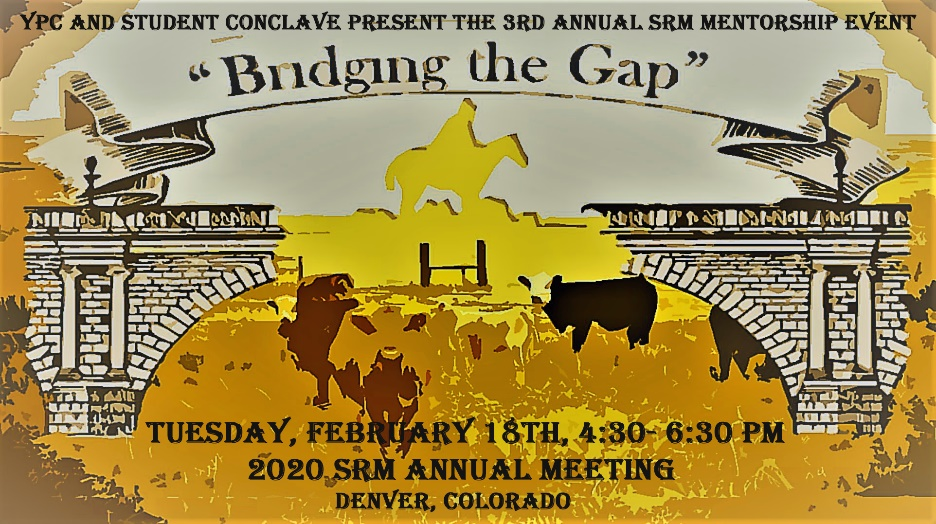 YPC AND STUDENT CONCLAVE PRESENT THE 3RD ANNUAL SRM MENTORSHIP EVENT
“Bridging the Gap”
TUESDAY, FEBRUARY 18TH, 4:30- 6:30 PM
2020 SRM ANNUAL MEETING
DENVER, COLORADO